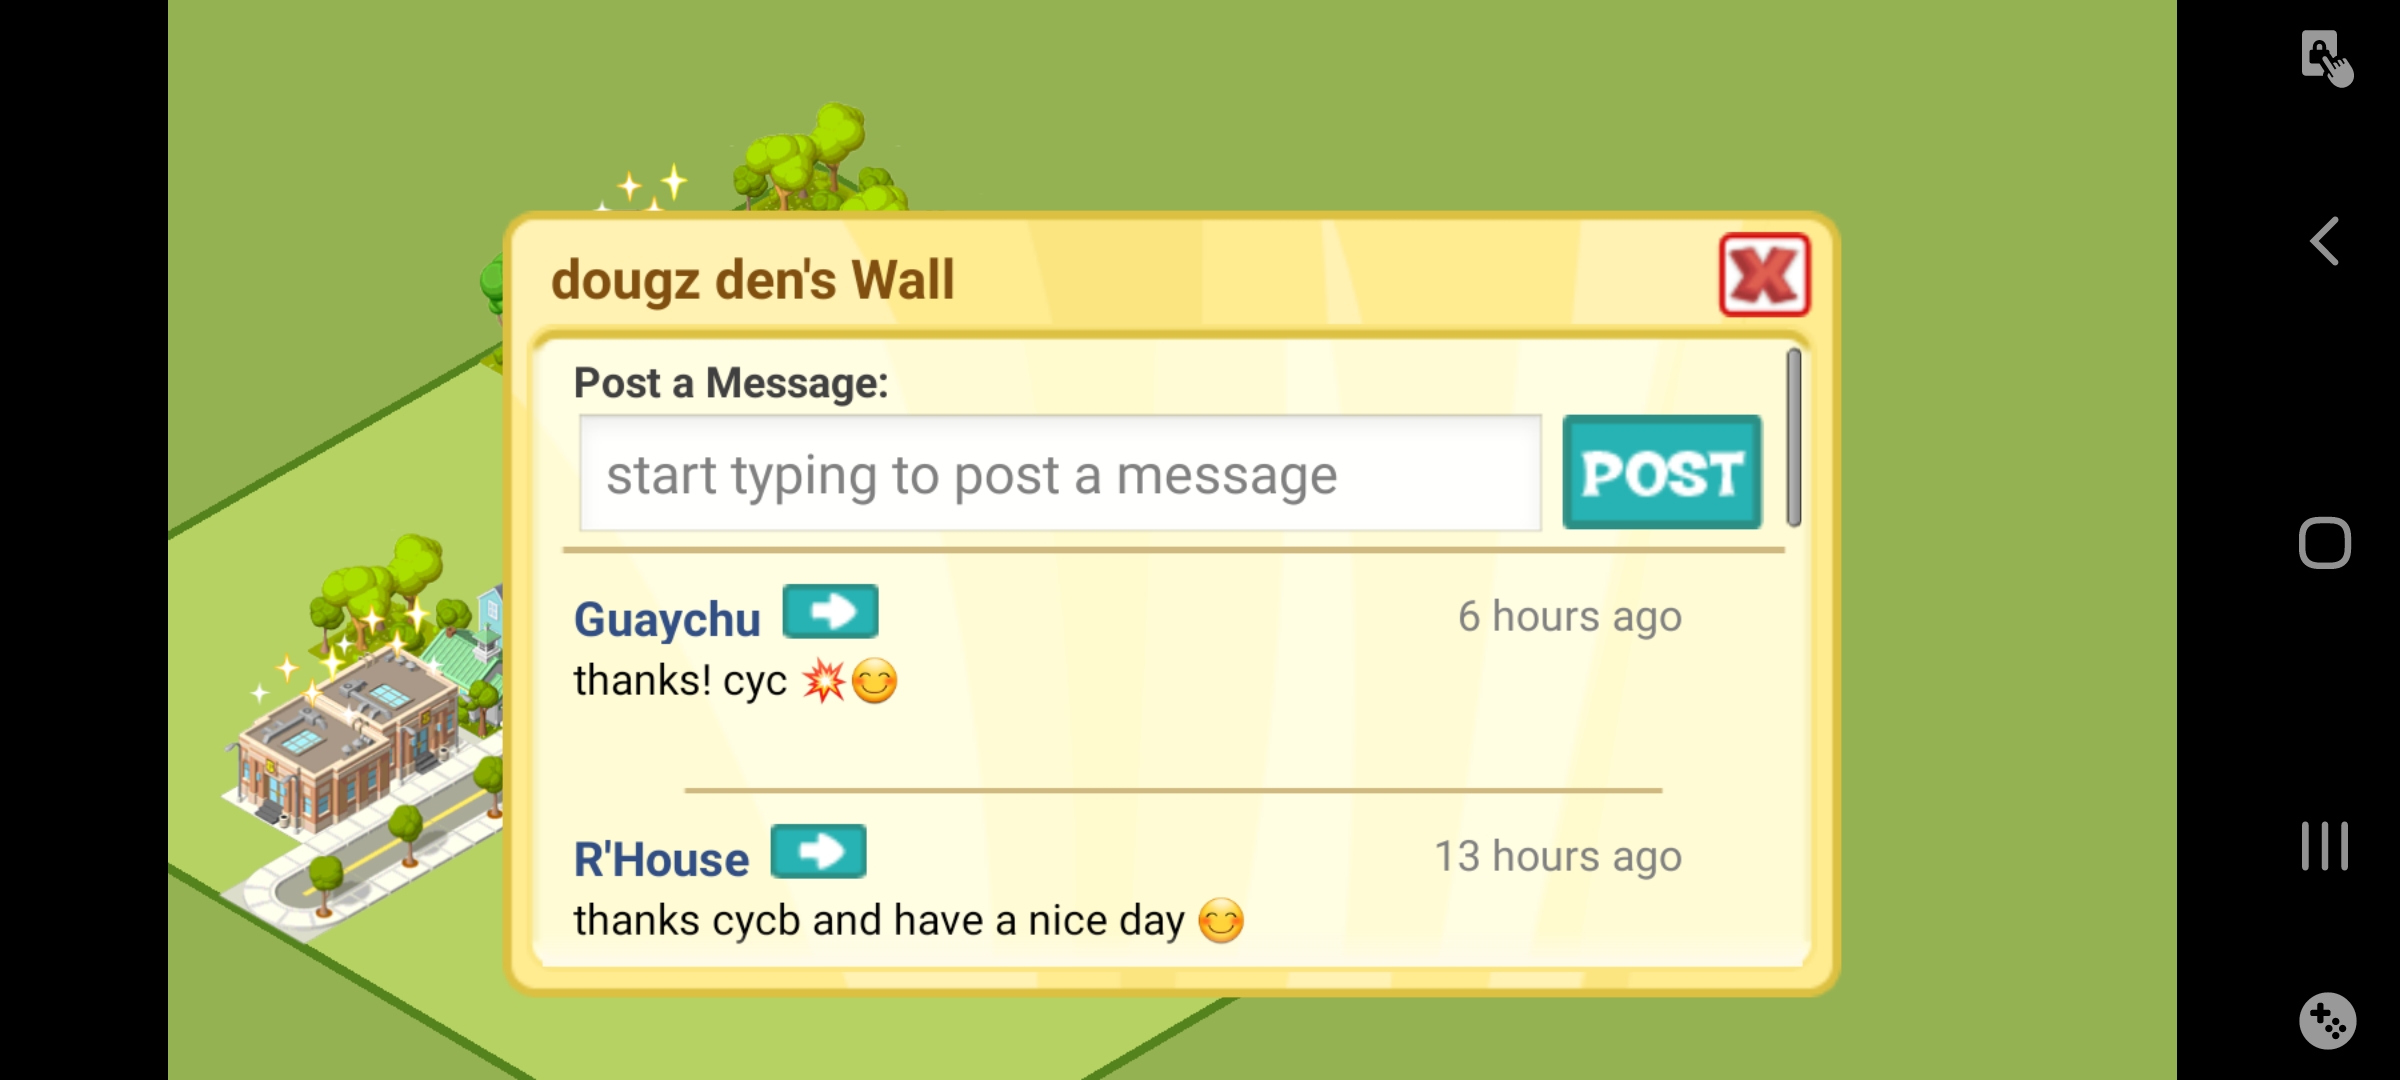 dougz den's Wall
Post a Message:
start typing to post a message
POST
Guaychu
6 hours ago
thanks! cyc 💥😊
R'House
13 hours ago
thanks cycb and have a nice day 😊